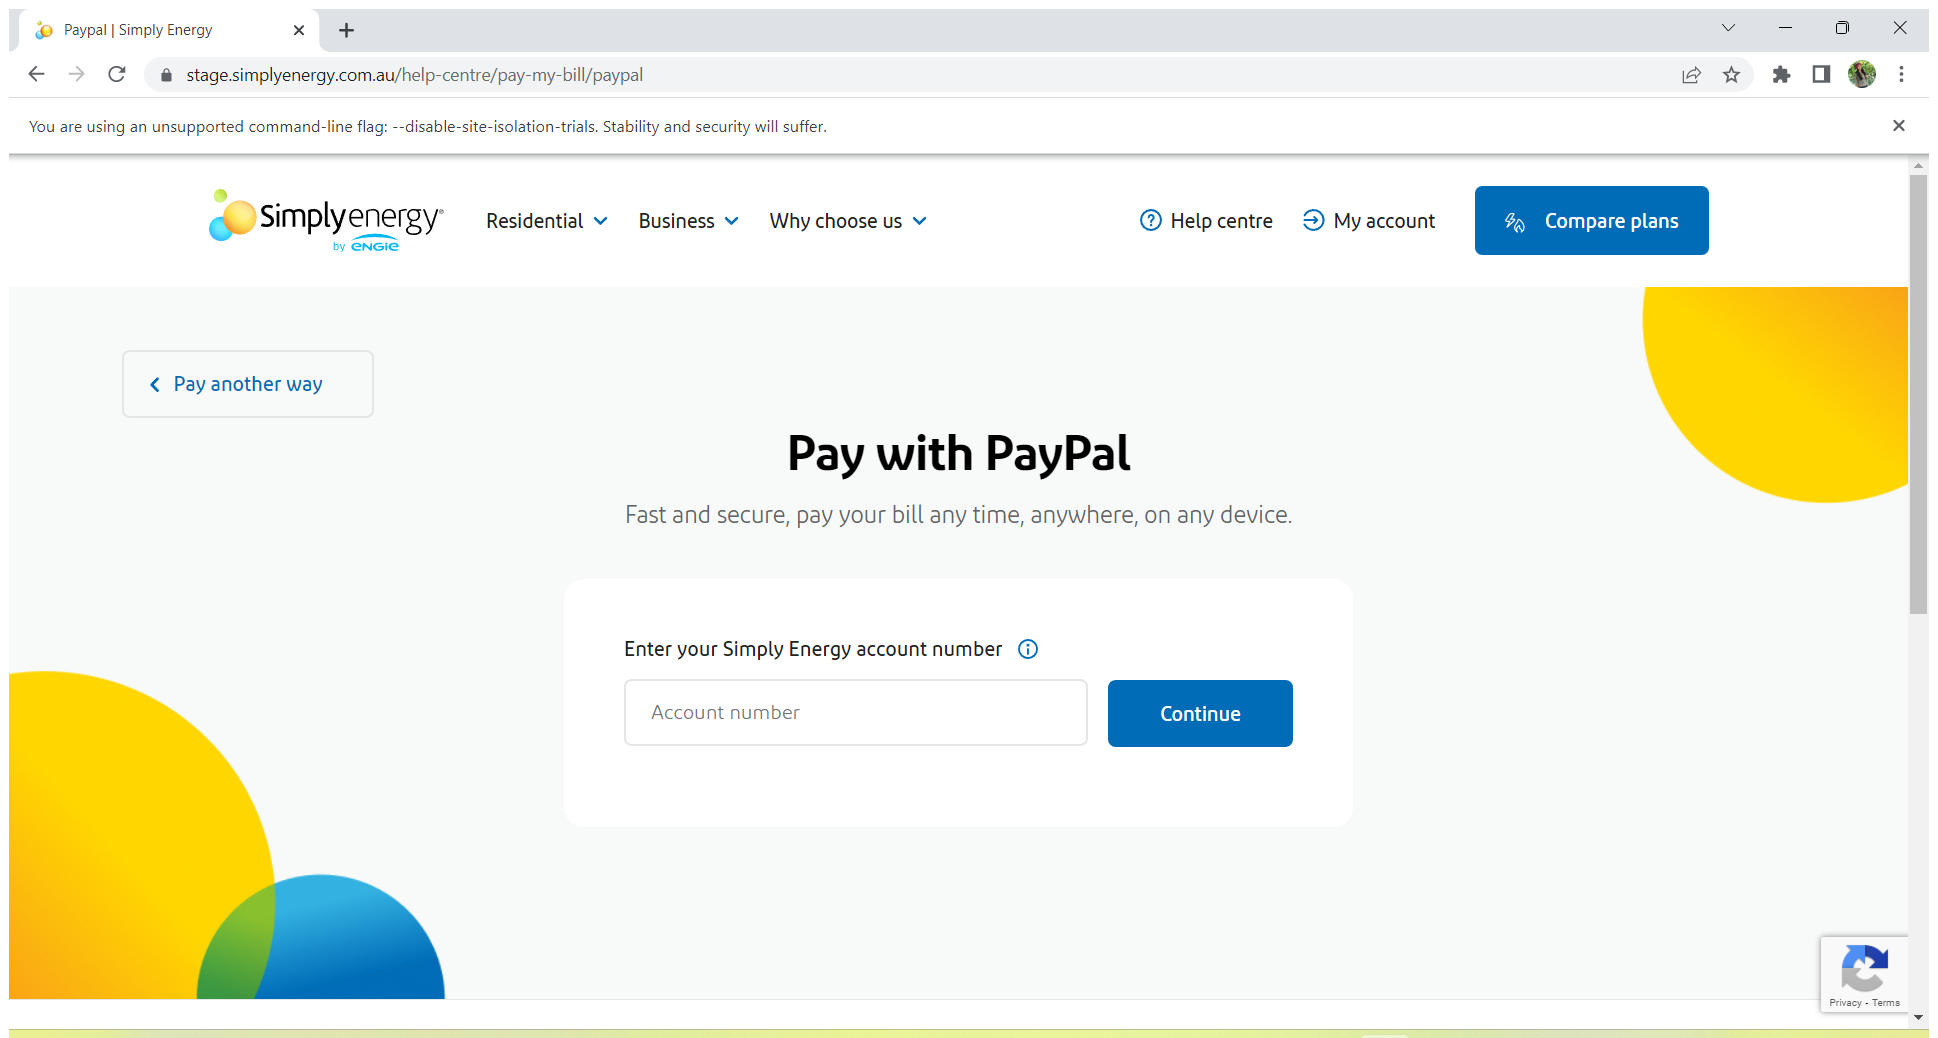 Paypal | Simply Energy
stage.simplyenergy.com.au/help-centre/pay-my-bill/paypal
You are using an unsupported command-line flag: --disable-site-isolation-trials. Stability and security will suffer.
Simplyenergy®
by ENGIE
Residential
Business
Why choose us
Help centre
My account
Compare plans
Pay another way
Pay with PayPal
Fast and secure, pay your bill any time, anywhere, on any device.
Enter your Simply Energy account number
Account number
Continue
Privacy - Terms